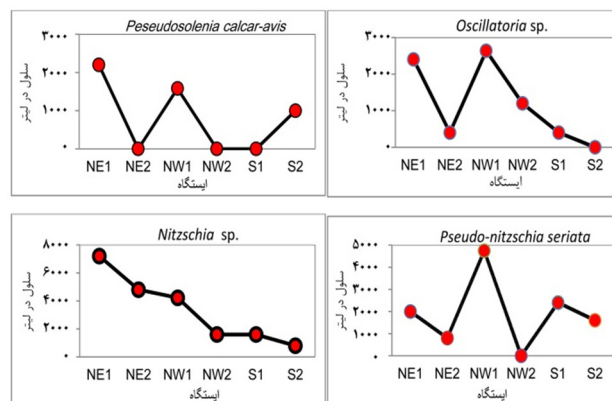 Peseudosolenia calcar-avis
۳۰۰۰
۲۰۰۰
۱۰۰۰
۰
سلول در لیتر
NE1 NE2 NW1 NW2 S1 S2
ایستگاه
Oscillatoria sp.
۳۰۰۰
۲۰۰۰
۱۰۰۰
۰
سلول در لیتر
NE1 NE2 NW1 NW2 S1 S2
ایستگاه
Nitzschia sp.
۸۰۰۰
۶۰۰۰
۴۰۰۰
۲۰۰۰
۰
سلول در لیتر
NE1 NE2 NW1 NW2 S1 S2
ایستگاه
Pseudo-nitzschia seriata
۵۰۰۰
۴۰۰۰
۳۰۰۰
۲۰۰۰
۱۰۰۰
۰
سلول در لیتر
NE1 NE2 NW1 NW2 S1 S2
ایستگاه